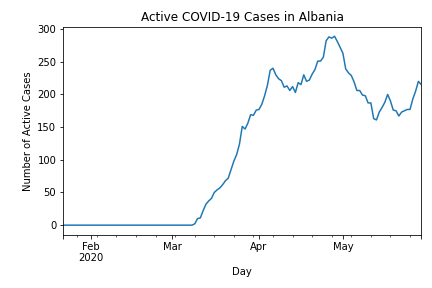 Active COVID-19 Cases in Albania
Number of Active Cases
300
250
200
150
100
50
0
Feb
2020
Mar
Apr
May
Day